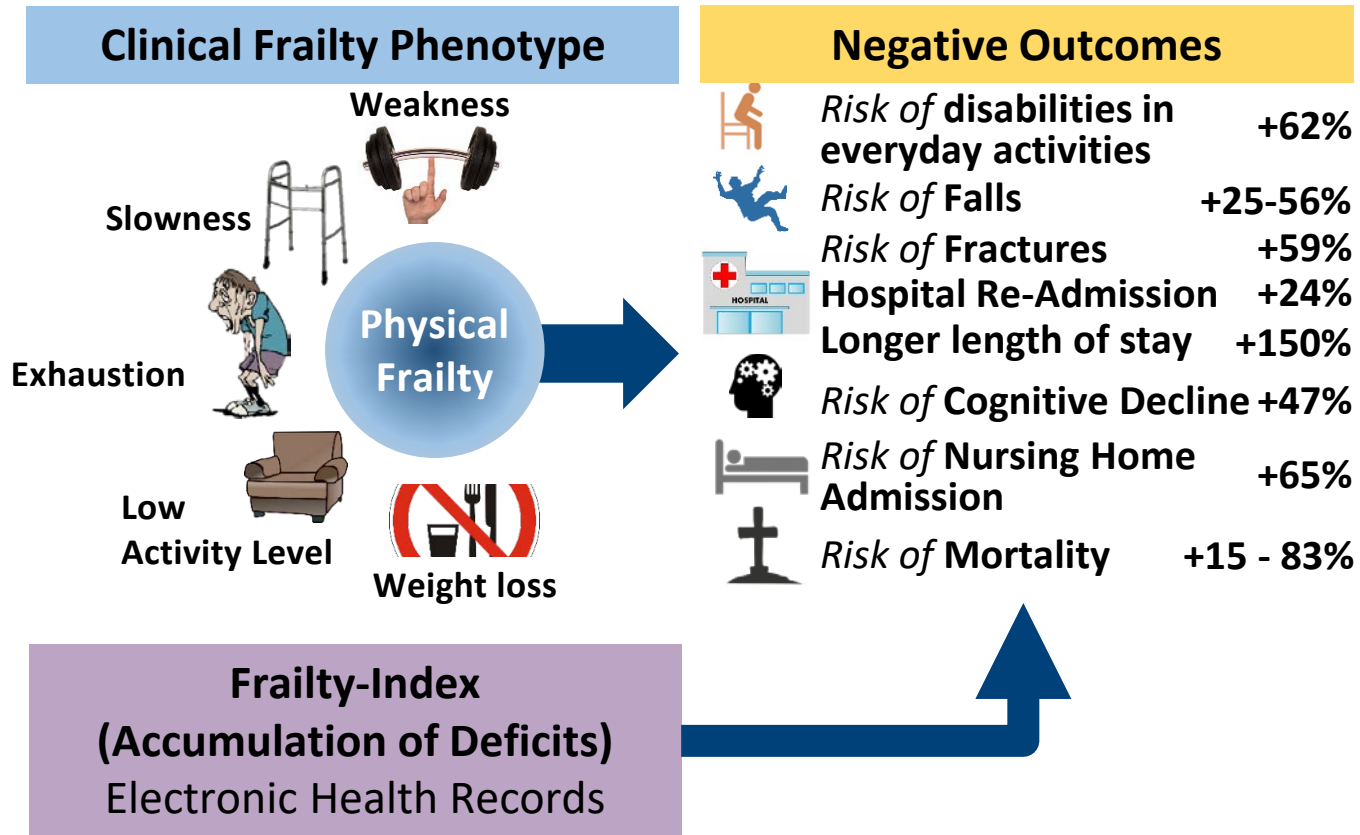 Clinical Frailty Phenotype
Weakness
Slowness
Exhaustion
Physical
Frailty
Low
Activity Level
Weight loss
Negative Outcomes
Risk of disabilities in
everyday activities +62%
Risk of Falls +25-56%
Risk of Fractures +59%
HOSPITAL
Hospital Re-Admission +24%
Longer length of stay +150%
Risk of Cognitive Decline +47%
Risk of Nursing Home
Admission +65%
Risk of Mortality +15 - 83%
Frailty-Index
(Accumulation of Deficits)
Electronic Health Records